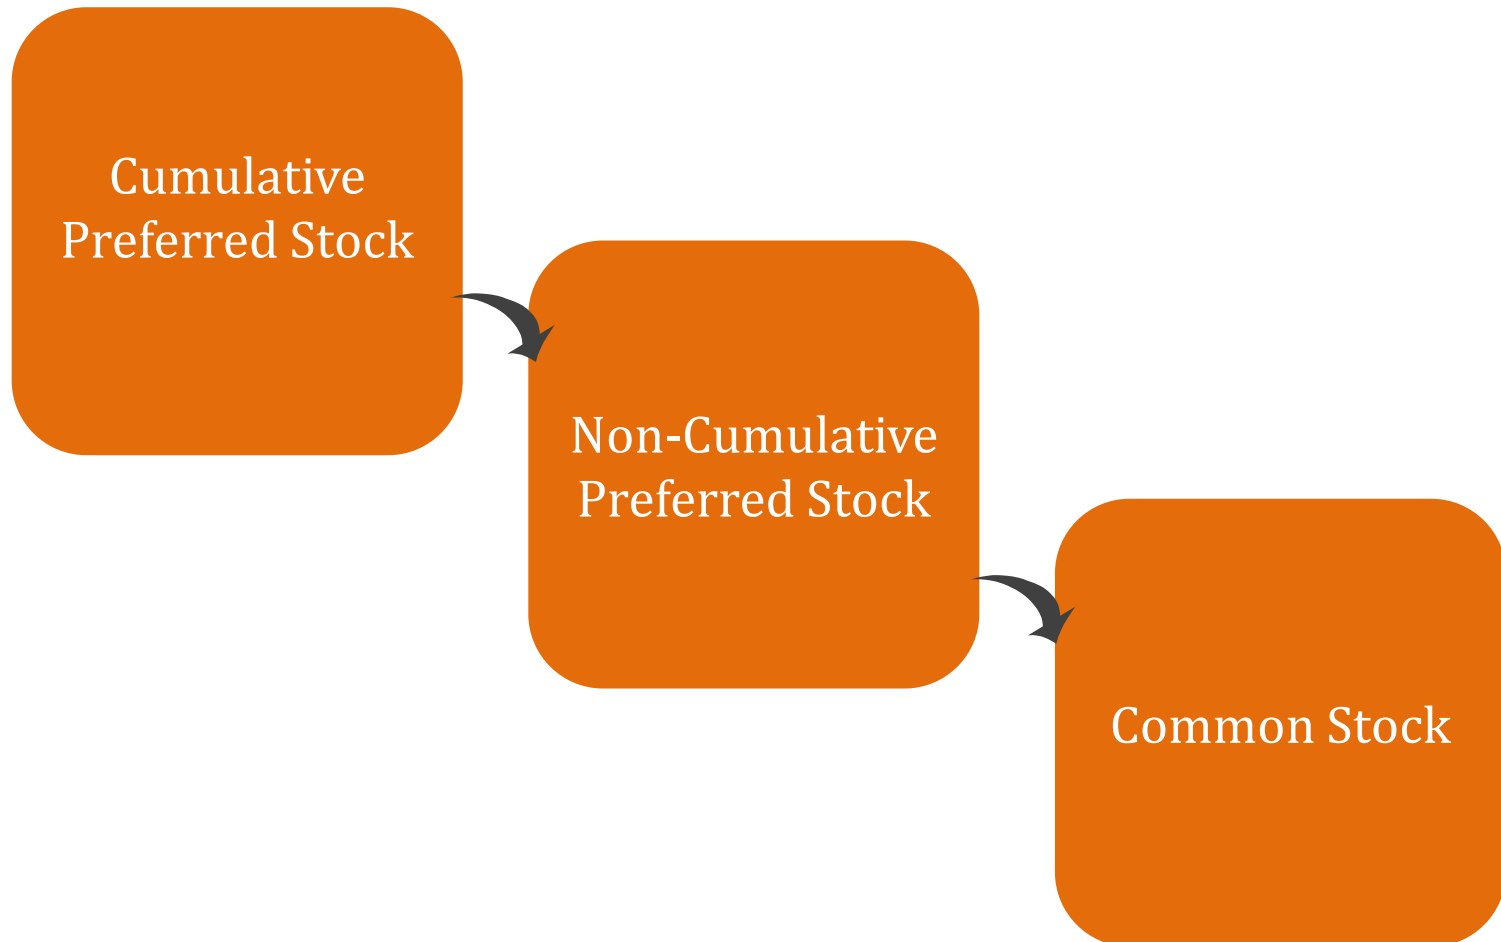 Cumulative
Preferred Stock
Non-Cumulative
Preferred Stock
Common Stock